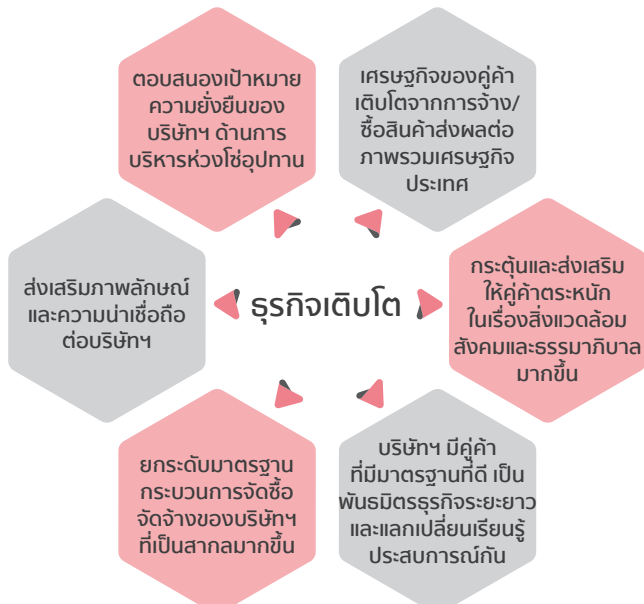 ตอบสนองเป้าหมาย
ความยั่งยืนของ
บริษัทฯ ด้านการ
บริหารห่วงโซ่อุปทาน
เศรษฐกิจของคู่ค้า
เติบโตจากการจ้าง/
ซื้อสินค้าส่งผลต่อ
ภาพรวมเศรษฐกิจ
ประเทศ
ส่งเสริมภาพลักษณ์
และความน่าเชื่อถือ
ต่อบริษัทฯ
ธุรกิจเติบโต
กระตุ้นและส่งเสริม
ให้คู่ค้าตระหนัก
ในเรื่องสิ่งแวดล้อม
สังคมและธรรมาภิบาล
มากขึ้น
ยกระดับมาตรฐาน
กระบวนการจัดซื้อ
จัดจ้างของบริษัทฯ
ที่เป็นสากลมากขึ้น
บริษัทฯ มีคู่ค้า
ที่มีมาตรฐานที่ดี เป็น
พันธมิตรธุรกิจระยะยาว
และแลกเปลี่ยนเรียนรู้
ประสบการณ์กัน